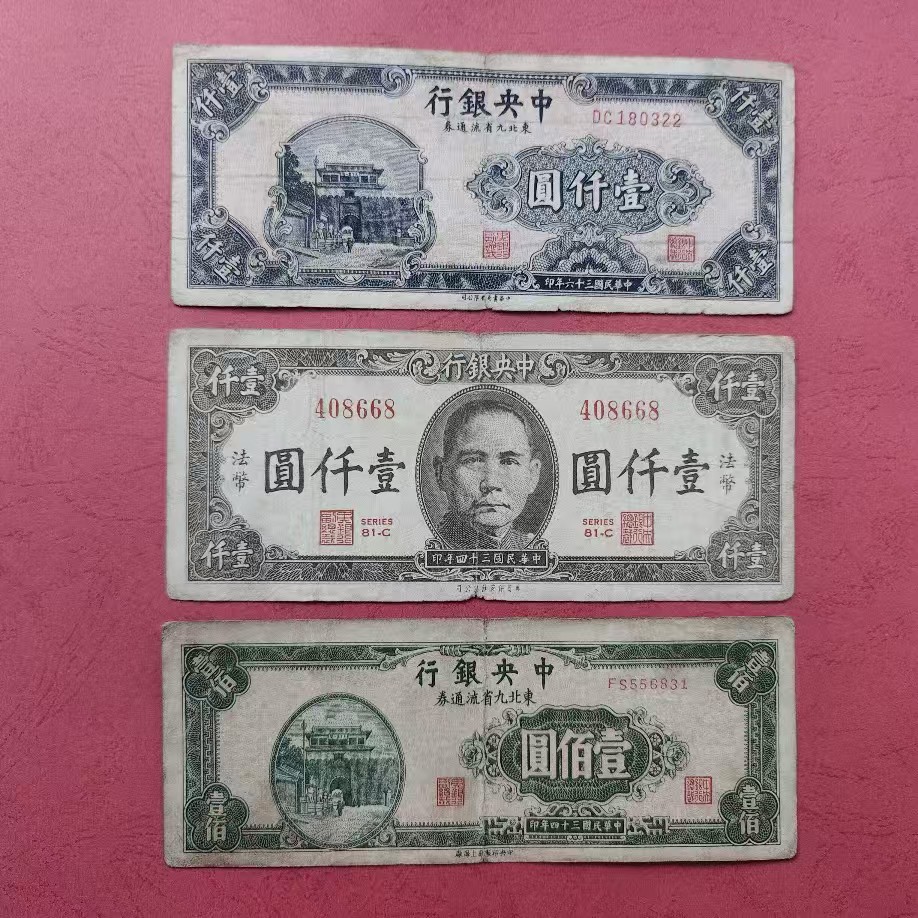 壹仟
中央銀行
壹仟
DC180322
東北九省流通券
壹仟圓
壹仟
中華民國三十六年印
壹仟
壹仟
中央銀行
壹仟
408668
408668
法幣
壹仟圓
壹仟圓
法幣
SERIES
81-C
SERIES
81-C
壹仟
中華民國三十四年印
壹仟
壹佰
中央銀行
壹佰
FS556831
東北九省流通券
壹佰圓
壹佰
中華民國三十四年印
壹佰